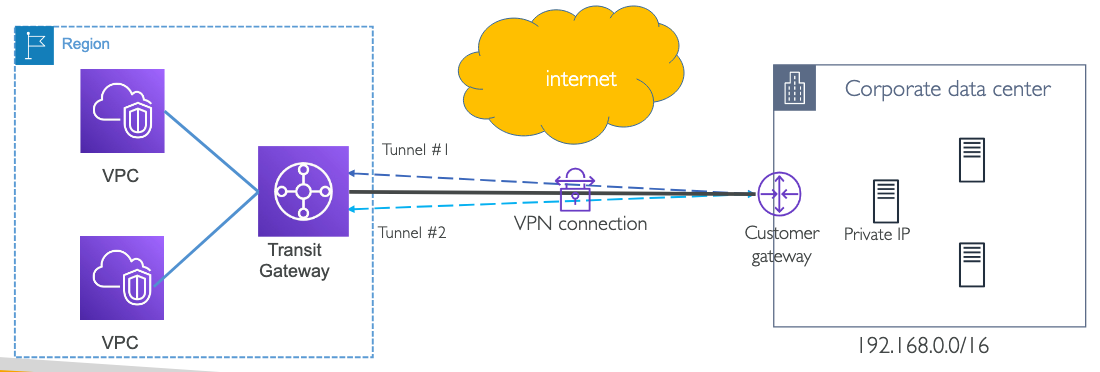 Region
internet
Corporate data center
VPC
Tunnel #1
VPN connection
Transit
Gateway
Tunnel #2
Customer
gateway
Private IP
VPC
192.168.0.0/16